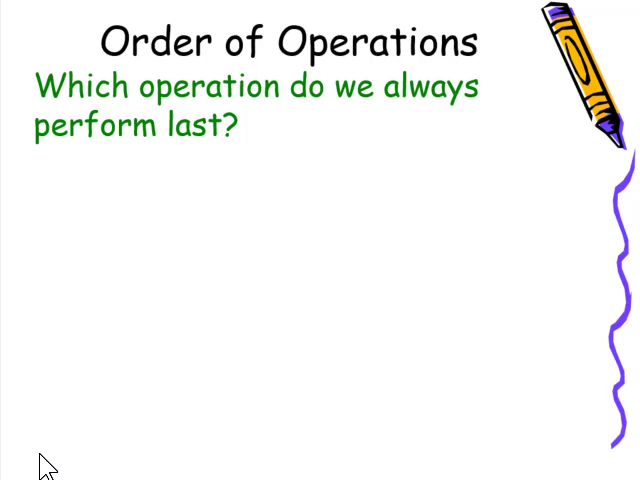 Order of Operations
Which operation do we always
perform last?